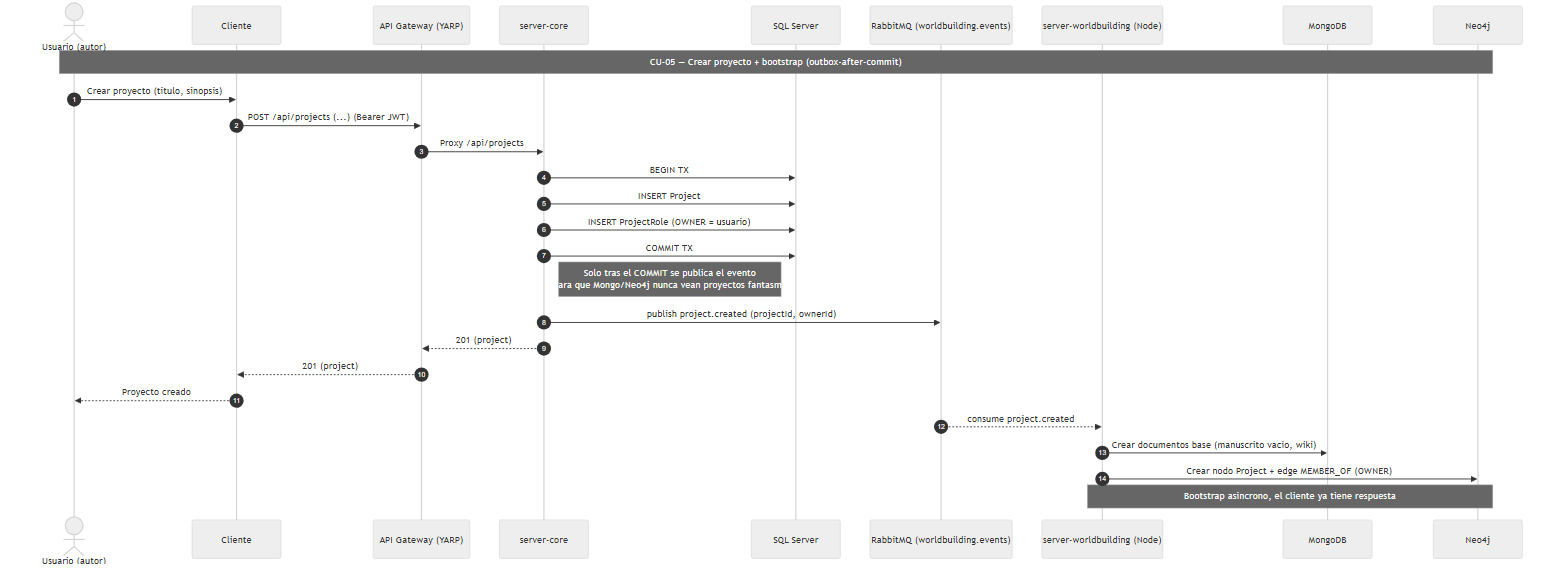 Usuario (autor)
Cliente
API Gateway (YARP)
server-core
SQL Server
RabbitMQ (worldbuilding.events)
server-worldbuilding (Node)
MongoDB
Neo4j
CU-05 — Crear proyecto + bootstrap (outbox-after-commit)
1 Crear proyecto (titulo, sinopsis)
2 POST /api/projects (...) (Bearer JWT)
3 Proxy /api/projects
4 BEGIN TX
5 INSERT Project
6 INSERT ProjectRole (OWNER = usuario)
7 COMMIT TX
Solo tras el COMMIT se publica el evento
ara que Mongo/Neo4j nunca vean proyectos fantasm
8 publish project.created (projectId, ownerId)
9 201 (project)
10 201 (project)
11 Proyecto creado
12 consume project.created
13 Crear documentos base (manuscrito vacio, wiki)
14 Crear nodo Project + edge MEMBER_OF (OWNER)
Bootstrap asincrono, el cliente ya tiene respuesta
Usuario (autor)
Cliente
API Gateway (YARP)
server-core
SQL Server
RabbitMQ (worldbuilding.events)
server-worldbuilding (Node)
MongoDB
Neo4j